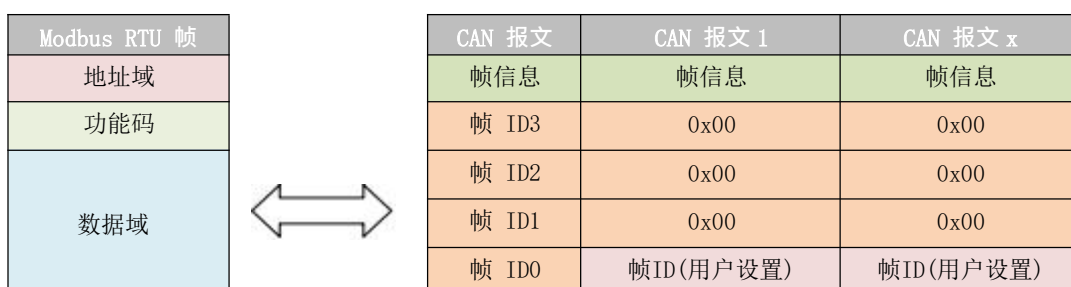 Modbus RTU 帧
地址域
功能码
数据域
CAN 报文 CAN 报文 1 CAN 报文 x
帧信息 帧信息 帧信息
帧 ID3 0x00 0x00
帧 ID2 0x00 0x00
帧 ID1 0x00 0x00
帧 ID0 帧ID(用户设置) 帧ID(用户设置)